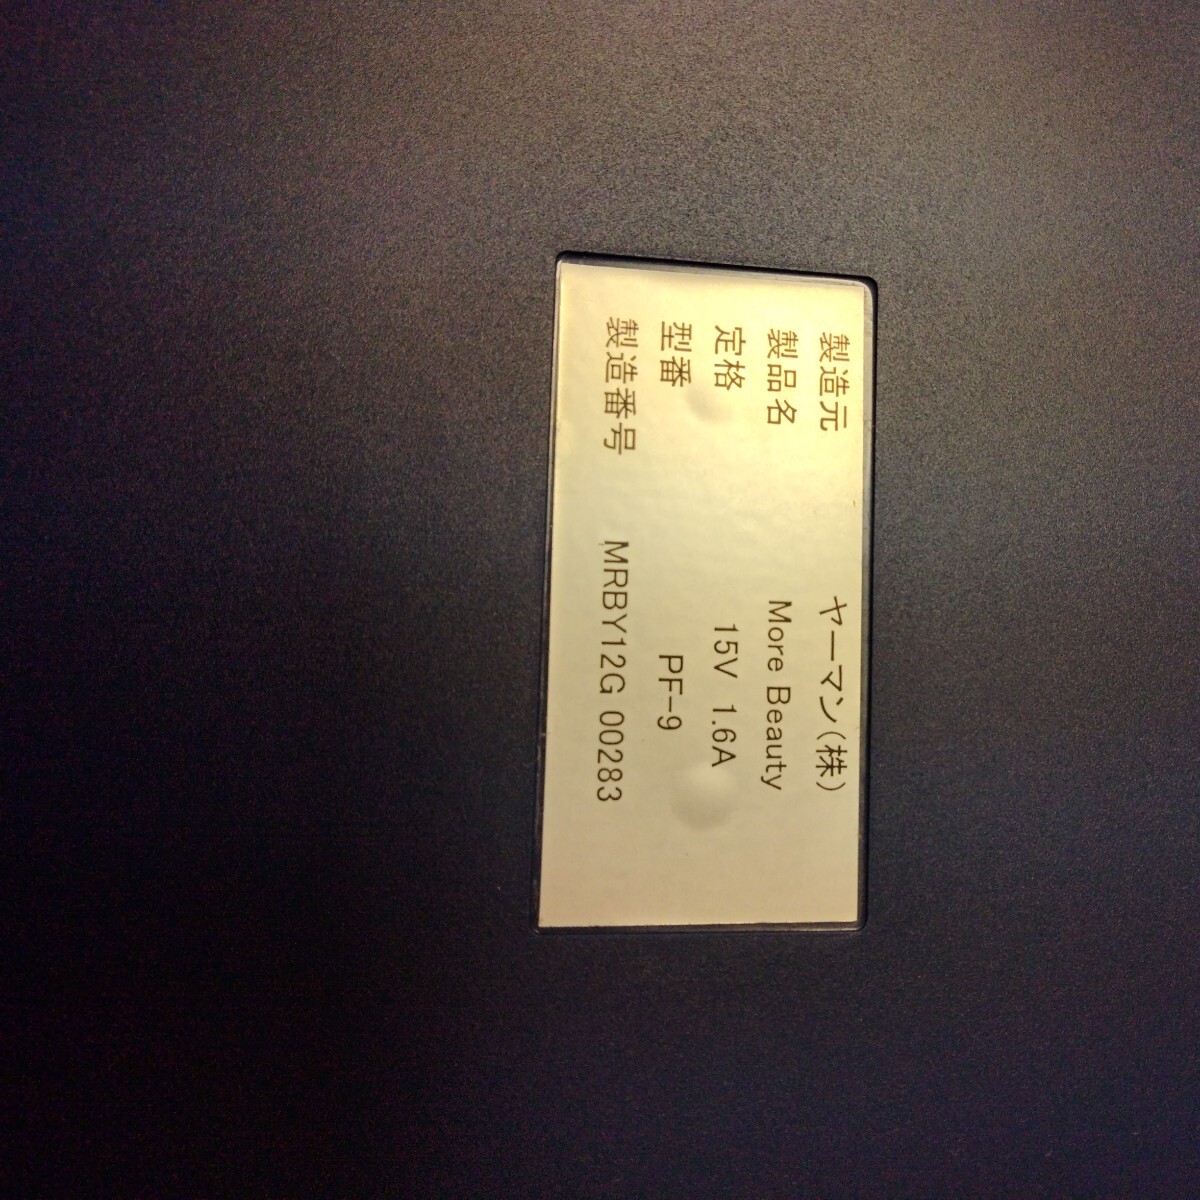 製造元 ヤーマン(株)
製品名 More Beauty
定格 15V 1.6A
型番 PF-9
製造番号 MRBY12G 00283